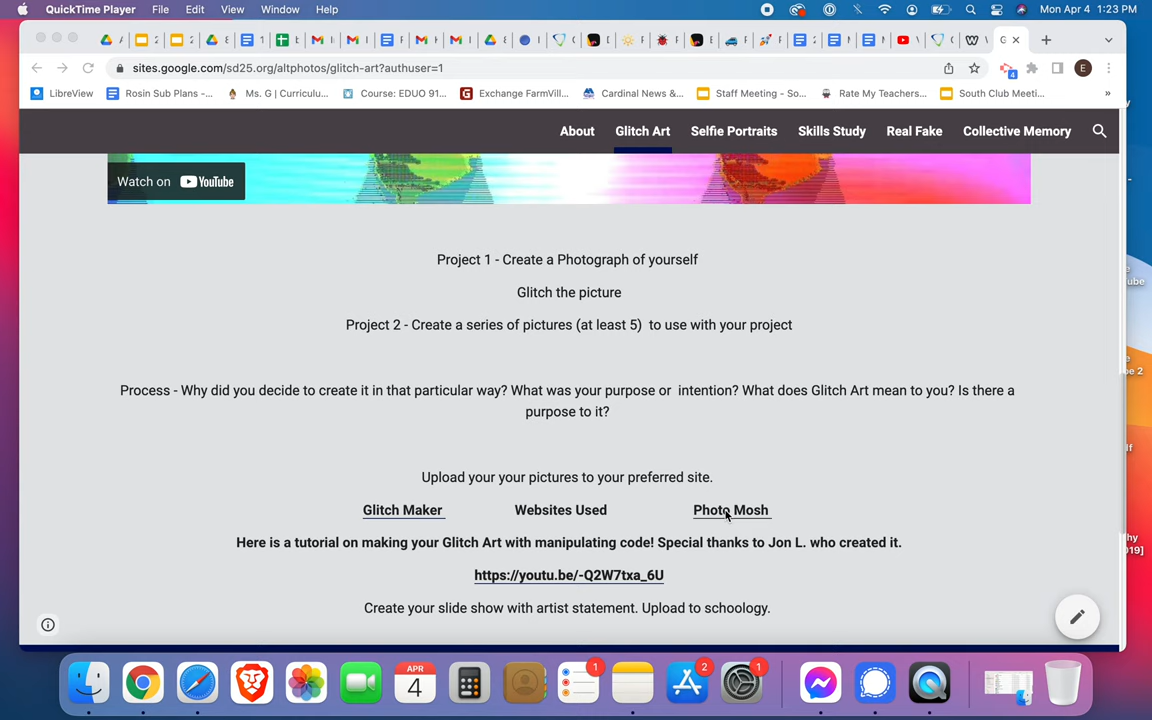 QuickTime Player File Edit View Window Help Mon Apr 4 1:23 PM
sites.google.com/sd25.org/altphotos/glitch-art?authuser=1
LibreView Rosin Sub Plans -... Ms. G | Curriculu... Course: EDUO 91... Exchange FarmVill... Cardinal News &... Staff Meeting - So... Rate My Teachers... South Club Meeti... »
About Glitch Art Selfie Portraits Skills Study Real Fake Collective Memory
Watch on YouTube
Project 1 - Create a Photograph of yourself
Glitch the picture
Project 2 - Create a series of pictures (at least 5) to use with your project
Process - Why did you decide to create it in that particular way? What was your purpose or intention? What does Glitch Art mean to you? Is there a
purpose to it?
Upload your your pictures to your preferred site.
Glitch Maker Websites Used Photo Mosh
Here is a tutorial on making your Glitch Art with manipulating code! Special thanks to Jon L. who created it.
https://youtu.be/-Q2W7txa_6U
Create your slide show with artist statement. Upload to schoology.
APR
4
1
2
1